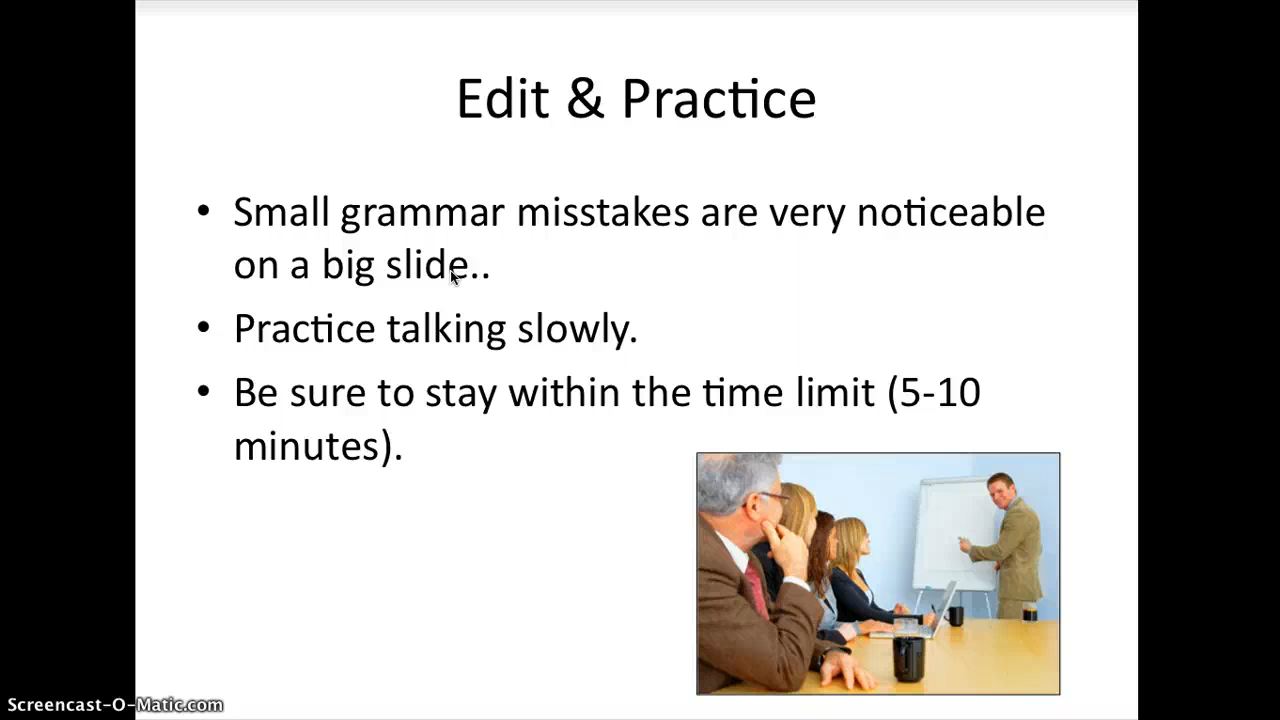 Edit & Practice
• Small grammar misstakes are very noticeable
on a big slide..
• Practice talking slowly.
• Be sure to stay within the time limit (5-10
minutes).
Screencast-O-Matic.com